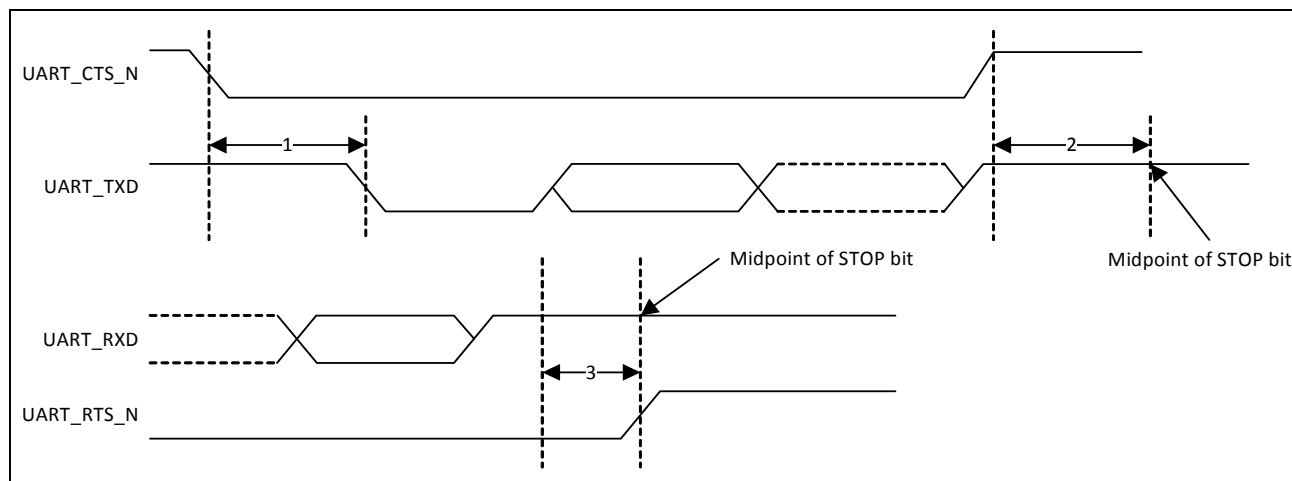 UART_CTS_N
1
2
UART_TXD
Midpoint of STOP bit
Midpoint of STOP bit
UART_RXD
3
UART_RTS_N